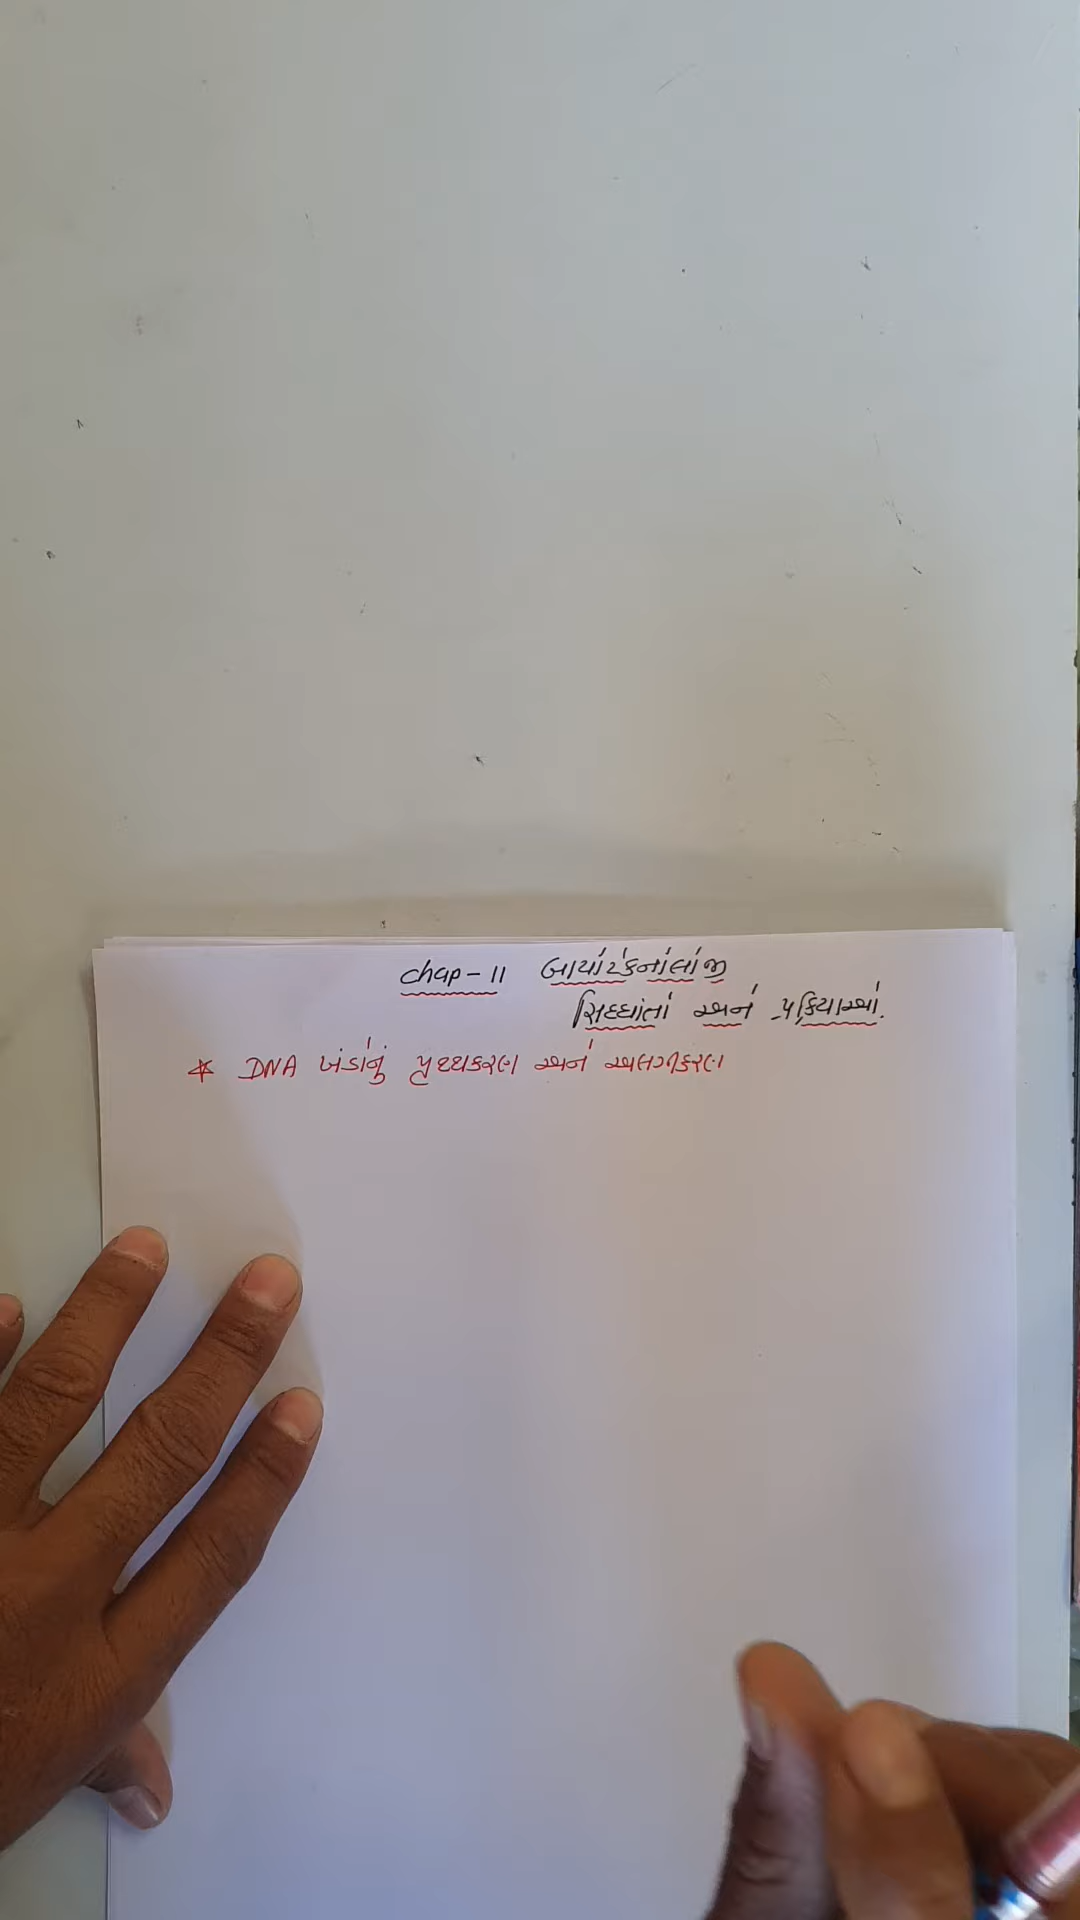 Chap-11 બાયોટેકનોલોજી
સિધ્ધાંતો અને પ્રક્રિયાઓ.
* DNA ખંડોનું પૃથ્થકરણ અને અલગીકરણ